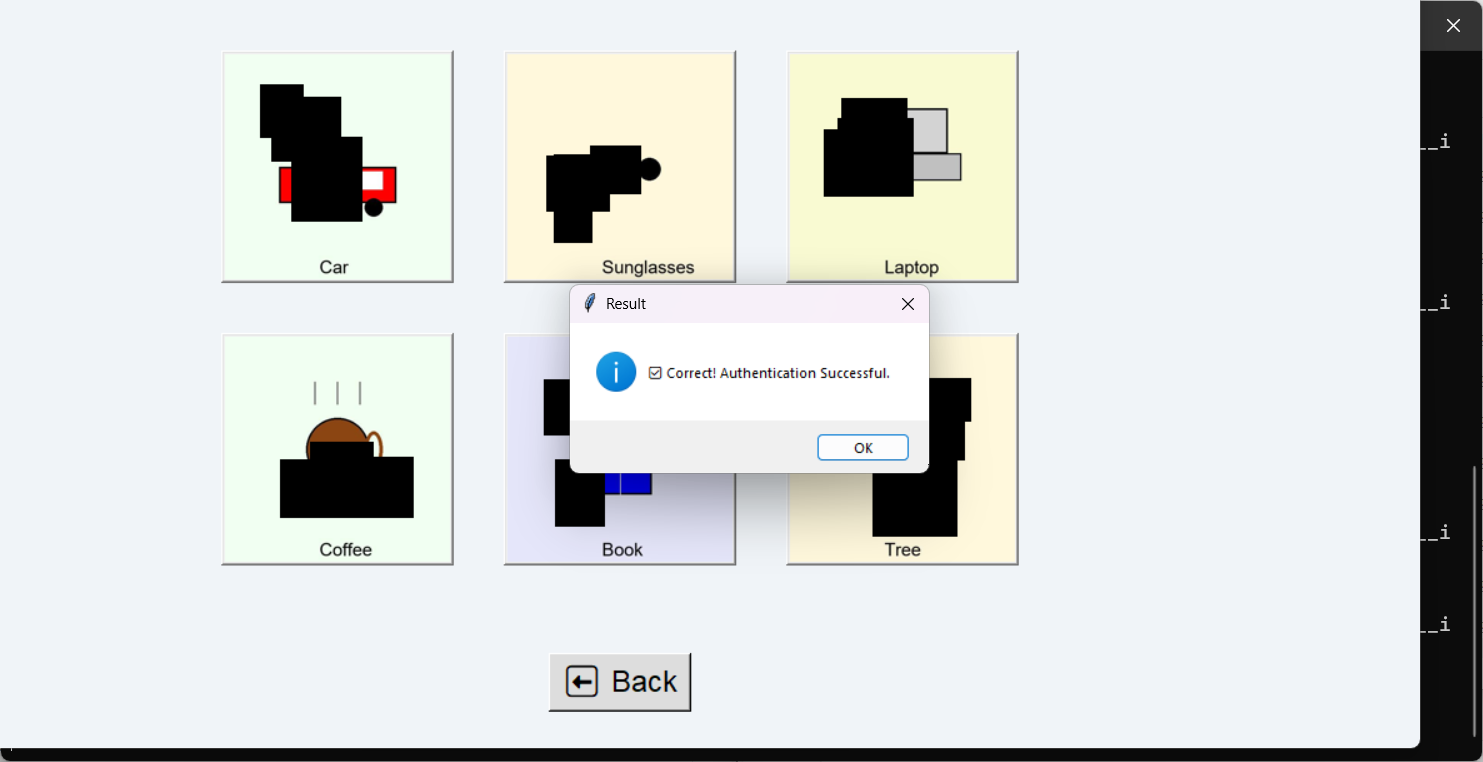 __i
Car
Sunglasses
Laptop
Result
__i
Correct! Authentication Successful.
OK
Coffee
Book
Tree
__i
__i
Back